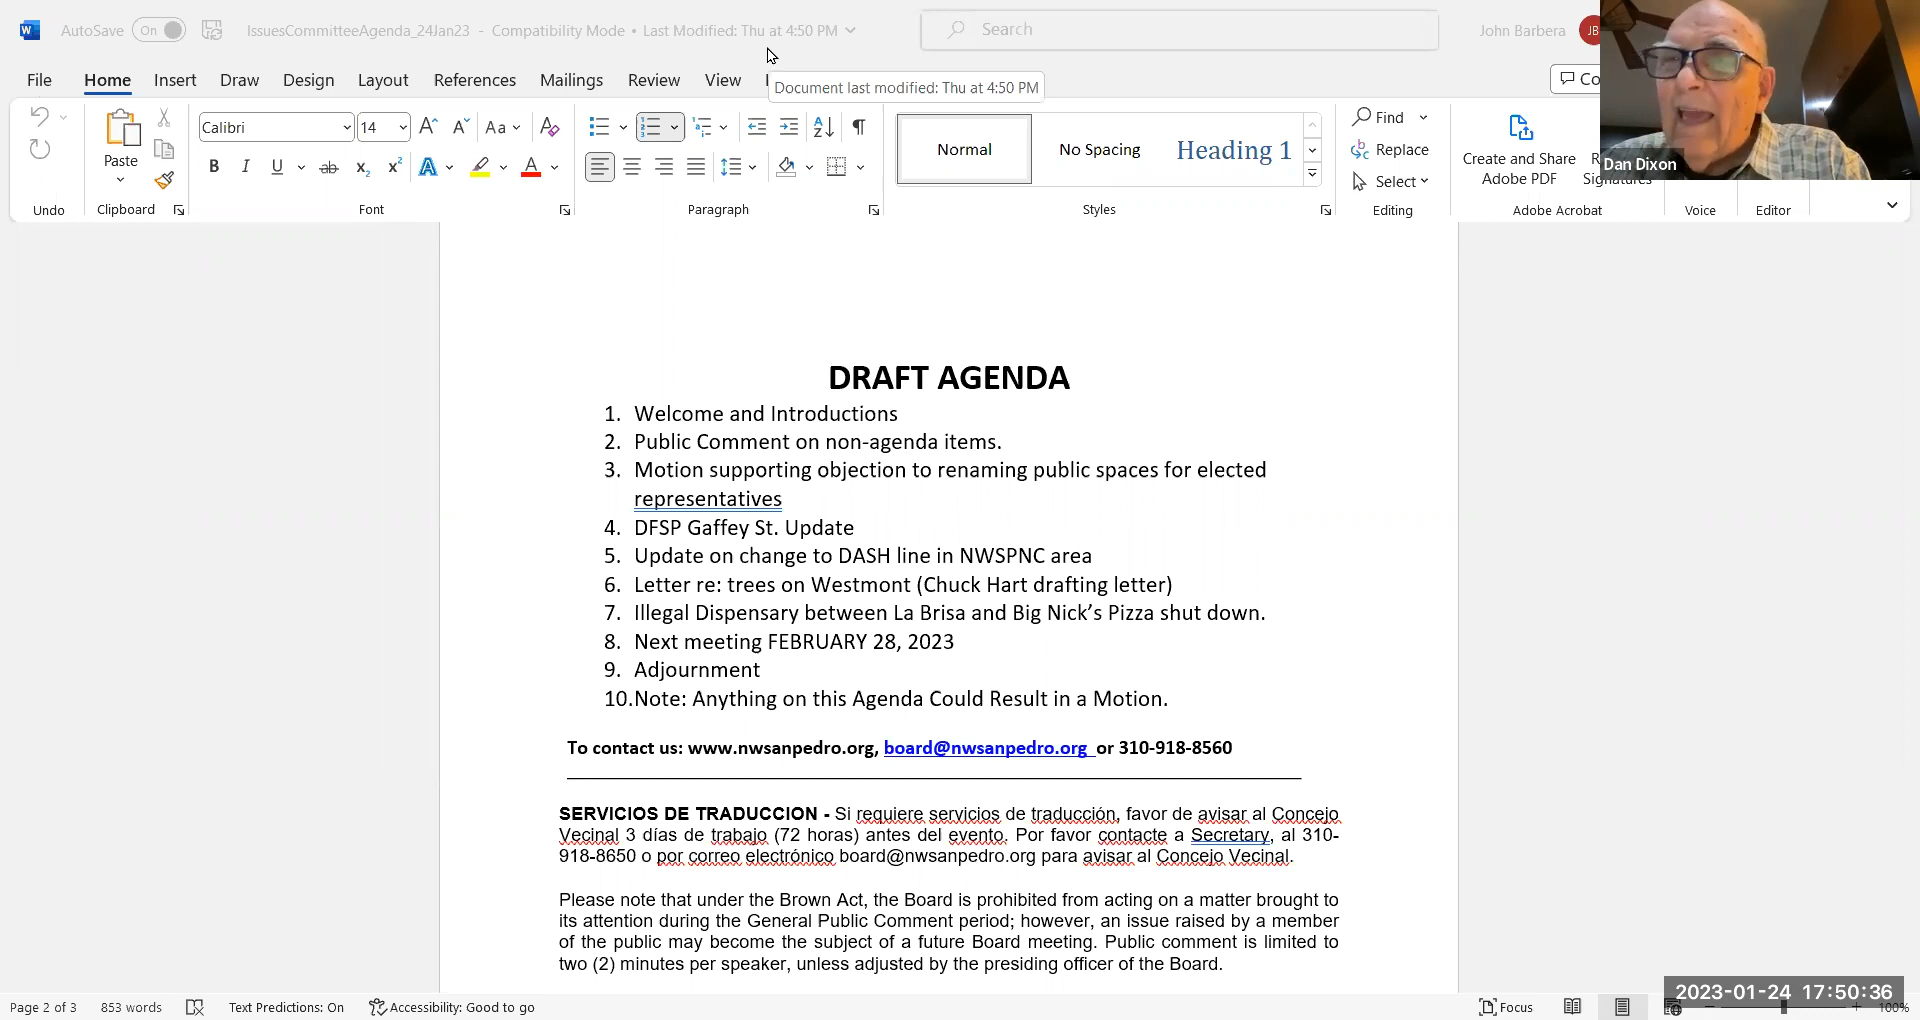 AutoSave On IssuesCommitteeAgenda_24Jan23 - Compatibility Mode • Last Modified: Thu at 4:50 PM Search John Barbera JB
File Home Insert Draw Design Layout References Mailings Review View Co
Document last modified: Thu at 4:50 PM
Calibri 14 Aa
Paste
Normal No Spacing Heading 1
Find
Replace
Select
Create and Share
Adobe PDF
Signatures
Dan Dixon
Undo Clipboard Font Paragraph Styles Editing Adobe Acrobat Voice Editor
DRAFT AGENDA
1. Welcome and Introductions
2. Public Comment on non-agenda items.
3. Motion supporting objection to renaming public spaces for elected
representatives
4. DFSP Gaffey St. Update
5. Update on change to DASH line in NWSPNC area
6. Letter re: trees on Westmont (Chuck Hart drafting letter)
7. Illegal Dispensary between La Brisa and Big Nick’s Pizza shut down.
8. Next meeting FEBRUARY 28, 2023
9. Adjournment
10.Note: Anything on this Agenda Could Result in a Motion.
To contact us: www.nwsanpedro.org, board@nwsanpedro.org or 310-918-8560
SERVICIOS DE TRADUCCION - Si requiere servicios de traducción, favor de avisar al Concejo
Vecinal 3 días de trabajo (72 horas) antes del evento. Por favor contacte a Secretary, al 310-
918-8650 o por correo electrónico board@nwsanpedro.org para avisar al Concejo Vecinal.
Please note that under the Brown Act, the Board is prohibited from acting on a matter brought to
its attention during the General Public Comment period; however, an issue raised by a member
of the public may become the subject of a future Board meeting. Public comment is limited to
two (2) minutes per speaker, unless adjusted by the presiding officer of the Board.
Page 2 of 3 853 words Text Predictions: On Accessibility: Good to go Focus 100%
2023-01-24 17:50:36